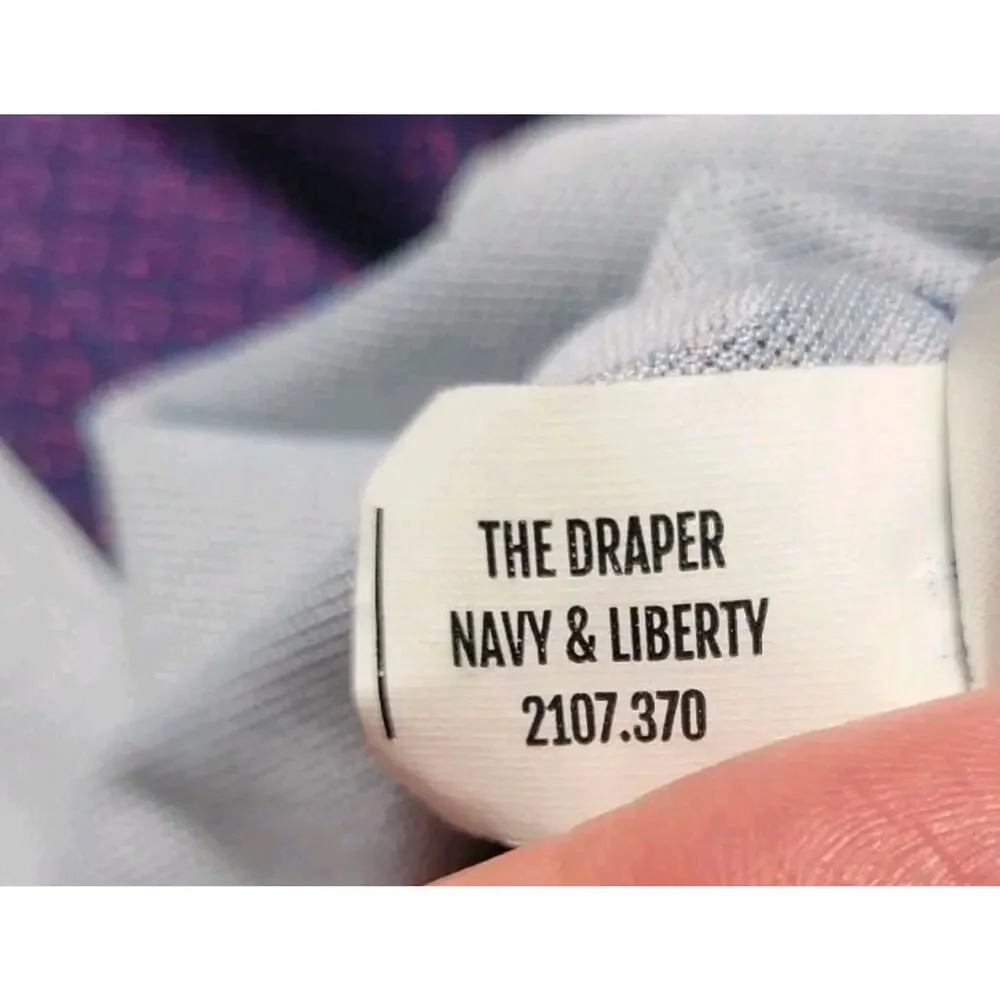 THE DRAPER
NAVY & LIBERTY
2107.370